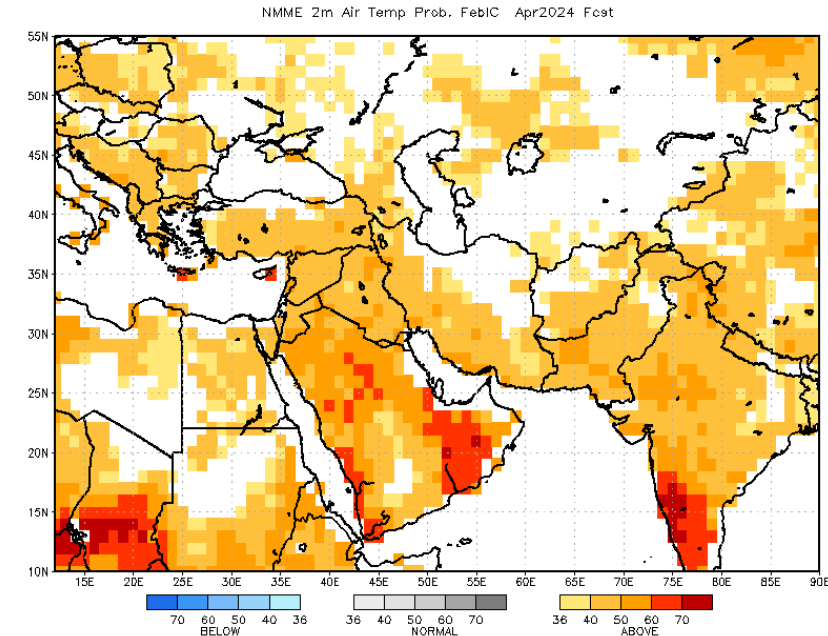 NMME 2m Air Temp Prob. FebIC Apr2024 Fcst
55N
50N
45N
40N
35N
30N
25N
20N
15N
10N
15E 20E 25E 30E 35E 40E 45E 50E 55E 60E 65E 70E 75E 80E 85E 90E
70 60 50 40 36 36 40 50 60 70 36 40 50 60 70
BELOW NORMAL ABOVE